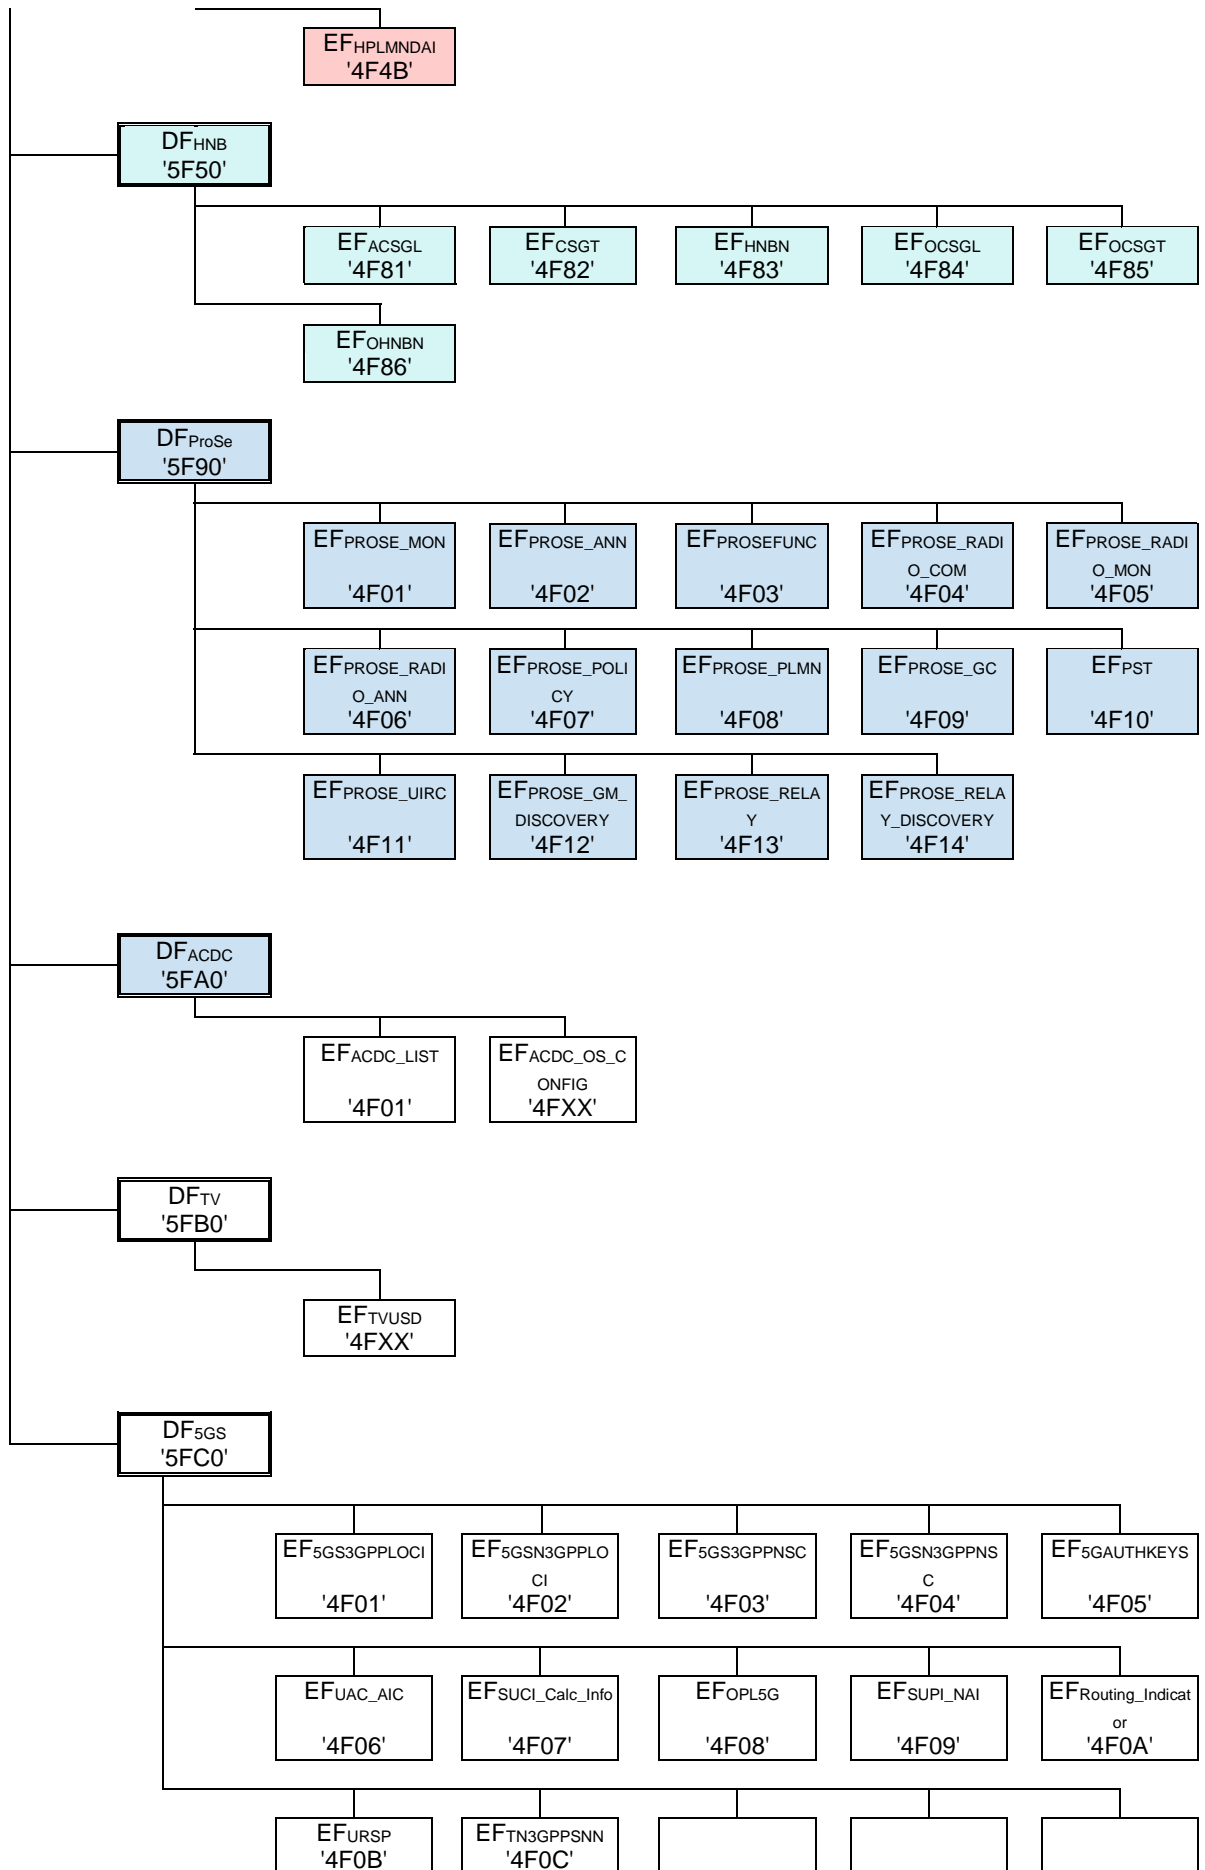 EFHPLMNDAI
'4F4B'
DFHNB
'5F50'
EFACSGL
'4F81'
EFCSGT
'4F82'
EFHNBN
'4F83'
EFOCSGL
'4F84'
EFOCSGT
'4F85'
EFOHNBN
'4F86'
DFProSe
'5F90'
EFPROSE_MON
'4F01'
EFPROSE_ANN
'4F02'
EFPROSEFUNC
'4F03'
EFPROSE_RADI
O_COM
'4F04'
EFPROSE_RADI
O_MON
'4F05'
EFPROSE_RADI
O_ANN
'4F06'
EFPROSE_POLI
CY
'4F07'
EFPROSE_PLMN
'4F08'
EFPROSE_GC
'4F09'
EFPST
'4F10'
EFPROSE_UIRC
'4F11'
EFPROSE_GM_
DISCOVERY
'4F12'
EFPROSE_RELA
Y
'4F13'
EFPROSE_RELA
Y_DISCOVERY
'4F14'
DFACDC
'5FA0'
EFACDC_LIST
'4F01'
EFACDC_OS_C
ONFIG
'4FXX'
DFTV
'5FB0'
EFTVUSD
'4FXX'
DF5GS
'5FC0'
EF5GS3GPPLOCI
'4F01'
EF5GSN3GPPLO
CI
'4F02'
EF5GS3GPPNSC
'4F03'
EF5GSN3GPPNS
C
'4F04'
EF5GAUTHKEYS
'4F05'
EFUAC_AIC
'4F06'
EFSUCI_Calc_Info
'4F07'
EFOPL5G
'4F08'
EFSUPI_NAI
'4F09'
EFRouting_Indicat
or
'4F0A'
EFURSP
'4F0B'
EFTN3GPPSNN
'4F0C'